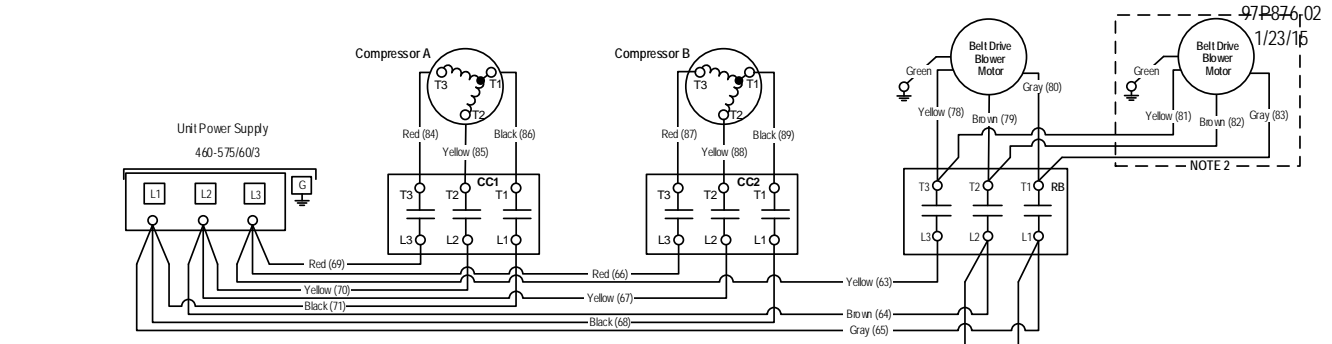 97P876-02
1/23/15
Compressor A
T3
T1
T2
Red (84)
Black (86)
Yellow (85)
Compressor B
T3
T1
T2
Red (87)
Black (89)
Yellow (88)
Belt Drive
Blower
Motor
Green
Gray (80)
Yellow (78)
Brown (79)
Belt Drive
Blower
Motor
Green
Yellow (81)
Brown (82)
Gray (83)
NOTE 2
Unit Power Supply
460-575/60/3
L1
L2
L3
G
CC1
T3
T2
T1
L3
L2
L1
CC2
T3
T2
T1
L3
L2
L1
RB
T3
T2
T1
L3
L2
L1
Red (69)
Red (66)
Yellow (63)
Yellow (70)
Yellow (67)
Black (71)
Brown (64)
Black (68)
Gray (65)